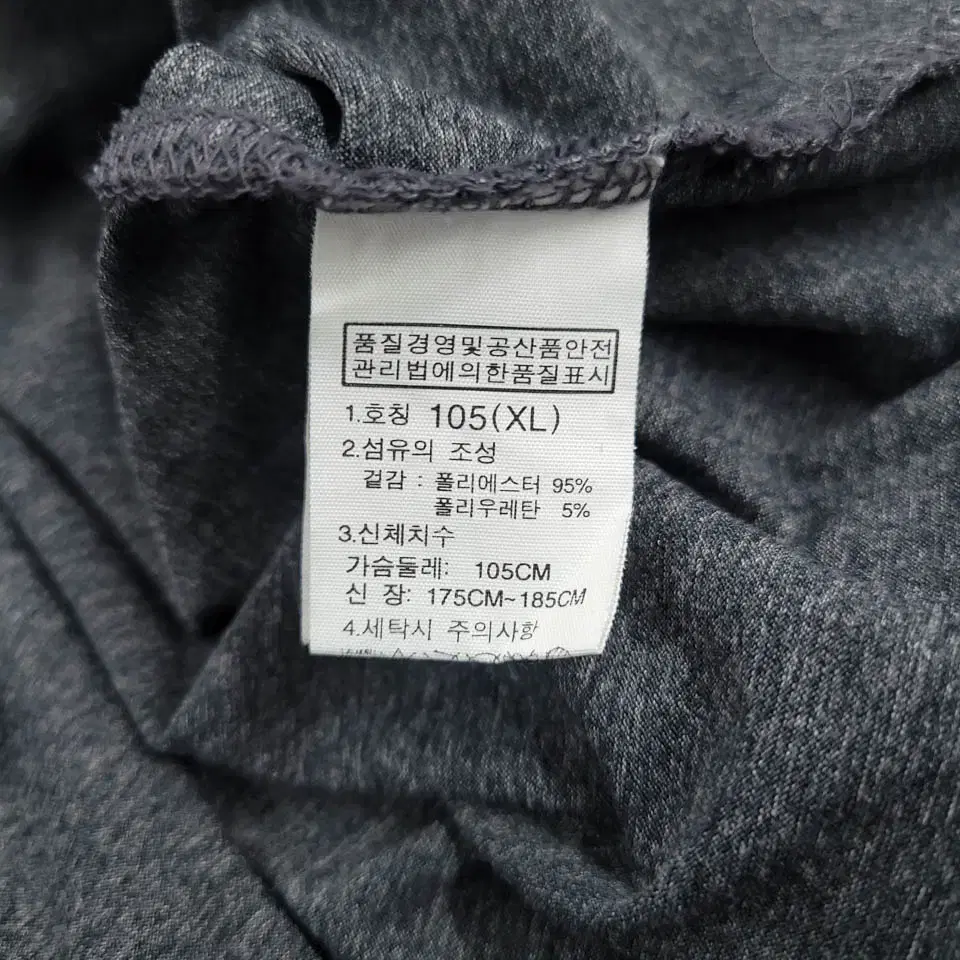 품질경영및공산품안전
관리법에의한품질표시
1.호칭 105(XL)
2.섬유의 조성
겉감 : 폴리에스터 95%
폴리우레탄 5%
3.신체치수
가슴둘레: 105CM
신 장: 175CM~185CM
4.세탁시 주의사항